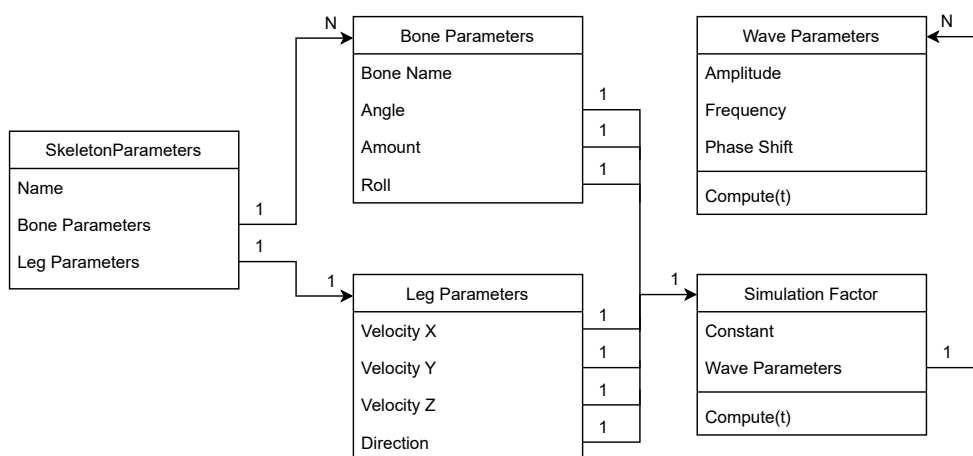 SkeletonParameters
Name
Bone Parameters
Leg Parameters
1
1
N
1
Bone Parameters
Bone Name
Angle
Amount
Roll
1
1
1
Leg Parameters
Velocity X
Velocity Y
Velocity Z
Direction
1
1
1
1
1
Wave Parameters
Amplitude
Frequency
Phase Shift
Compute(t)
N
Simulation Factor
Constant
Wave Parameters
Compute(t)
1